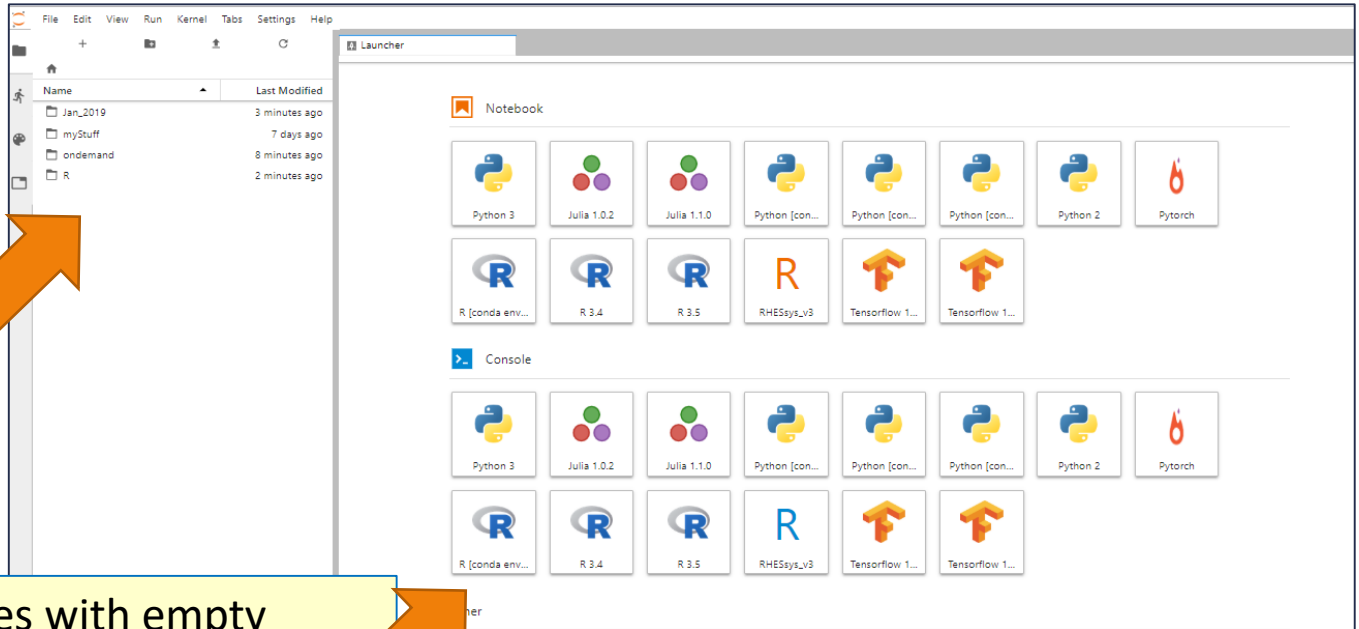 File Edit View Run Kernel Tabs Settings Help
Launcher
Name Last Modified
Jan_2019 3 minutes ago
myStuff 7 days ago
ondemand 8 minutes ago
R 2 minutes ago
Notebook
Python 3 Julia 1.0.2 Julia 1.1.0 Python [con... Python [con... Python [con... Python 2 Pytorch
R [conda env... R 3.4 R 3.5 RHESsys_v3 Tensorflow 1... Tensorflow 1...
Console
Python 3 Julia 1.0.2 Julia 1.1.0 Python [con... Python [con... Python [con... Python 2 Pytorch
R [conda env... R 3.4 R 3.5 RHESsys_v3 Tensorflow 1... Tensorflow 1...
es with empty
her